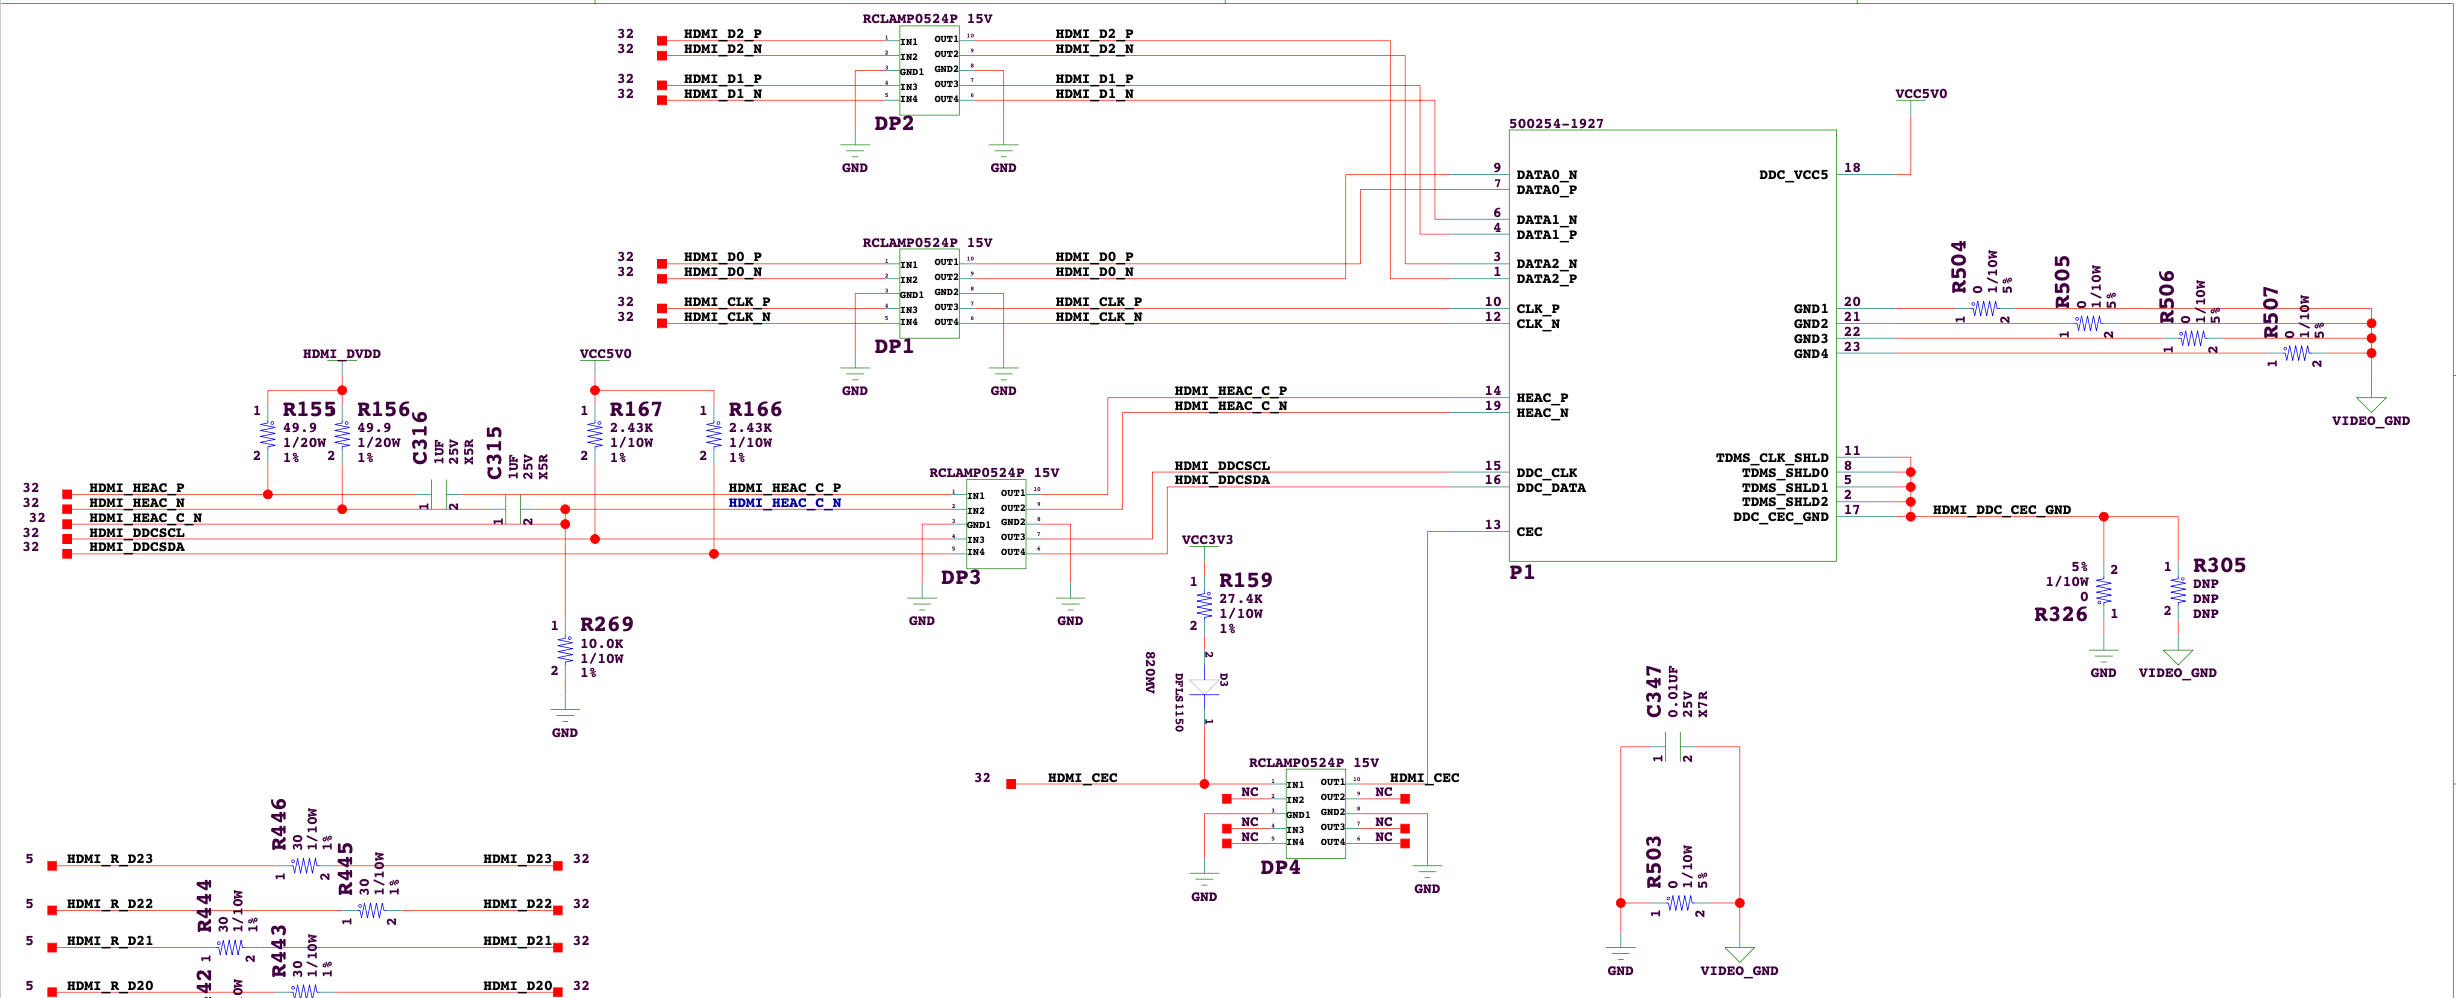 RCLAMP0524P 15V
32 HDMI_D2_P 1 IN1 OUT1 10 HDMI_D2_P
32 HDMI_D2_N 2 IN2 OUT2 9 HDMI_D2_N
3 GND1 GND2 8
32 HDMI_D1_P 4 IN3 OUT3 7 HDMI_D1_P
32 HDMI_D1_N 5 IN4 OUT4 6 HDMI_D1_N
DP2
GND GND
RCLAMP0524P 15V
32 HDMI_D0_P 1 IN1 OUT1 10 HDMI_D0_P
32 HDMI_D0_N 2 IN2 OUT2 9 HDMI_D0_N
3 GND1 GND2 8
32 HDMI_CLK_P 4 IN3 OUT3 7 HDMI_CLK_P
32 HDMI_CLK_N 5 IN4 OUT4 6 HDMI_CLK_N
DP1
GND GND
500254-1927
9 DATA0_N
7 DATA0_P
6 DATA1_N
4 DATA1_P
3 DATA2_N
1 DATA2_P
10 CLK_P
12 CLK_N
14 HEAC_P
19 HEAC_N
15 DDC_CLK
16 DDC_DATA
13 CEC
P1
VCC5V0
DDC_VCC5 18
GND1 20
GND2 21
GND3 22
GND4 23
TDMS_CLK_SHLD 11
TDMS_SHLD0 8
TDMS_SHLD1 5
TDMS_SHLD2 2
DDC_CEC_GND 17
HDMI_DDC_CEC_GND
R504
0
1/10W
5%
1 2
R505
0
1/10W
5%
1 2
R506
0
1/10W
5%
1 2
R507
0
1/10W
5%
1 2
VIDEO_GND
5% 2
1/10W
0
R326 1
GND
1 R305
DNP
DNP
2 DNP
VIDEO_GND
HDMI_DVDD
1 R155
49.9
1/20W
2 1%
R156
49.9
1/20W
2 1%
C316
1UF
25V
X5R
1 2
C315
1UF
25V
X5R
1 2
VCC5V0
1 R167
2.43K
1/10W
2 1%
1 R166
2.43K
1/10W
2 1%
32 HDMI_HEAC_P
32 HDMI_HEAC_N
32 HDMI_HEAC_C_N
32 HDMI_DDCSCL
32 HDMI_DDCSDA
HDMI_HEAC_C_P
HDMI_HEAC_C_N
RCLAMP0524P 15V
1 IN1 OUT1 10
2 IN2 OUT2 9
3 GND1 GND2 8
4 IN3 OUT3 7
5 IN4 OUT4 6
DP3
GND GND
HDMI_HEAC_C_P
HDMI_HEAC_C_N
HDMI_DDCSCL
HDMI_DDCSDA
1 R269
10.0K
1/10W
2 1%
GND
VCC3V3
1 R159
27.4K
1/10W
2 1%
2
D3
DFLS1150
820MV
1
RCLAMP0524P 15V
32 HDMI_CEC 1 IN1 OUT1 10 HDMI_CEC
NC 2 IN2 OUT2 9 NC
3 GND1 GND2 8
NC 4 IN3 OUT3 7 NC
NC 5 IN4 OUT4 6 NC
DP4
GND GND
C347
0.01UF
25V
X7R
1 2
R503
0
1/10W
5%
1 2
GND VIDEO_GND
R446
30
1/10W
1%
5 HDMI_R_D23 1 2 HDMI_D23 32
R445
30
1/10W
1%
5 HDMI_R_D22 1 2 HDMI_D22 32
R444
30
1/10W
1%
5 HDMI_R_D21 1 2 HDMI_D21 32
R443
30
1/10W
1%
5 HDMI_R_D20 HDMI_D20 32
42
0W